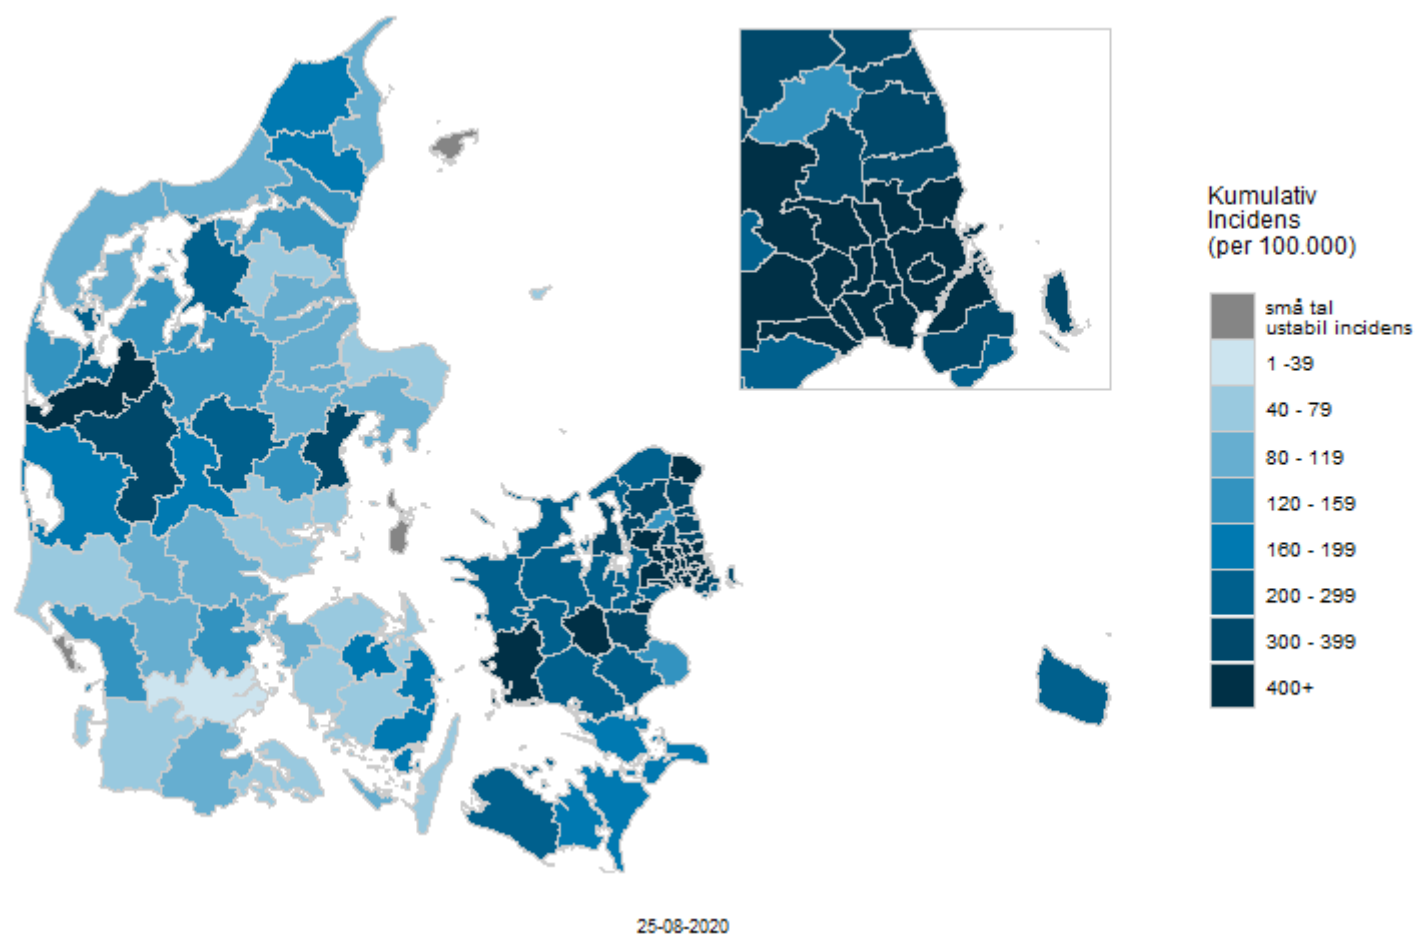 Kumulativ
Incidens
(per 100.000)
små tal
ustabil incidens
1 -39
40 - 79
80 - 119
120 - 159
160 - 199
200 - 299
300 - 399
400+
25-08-2020